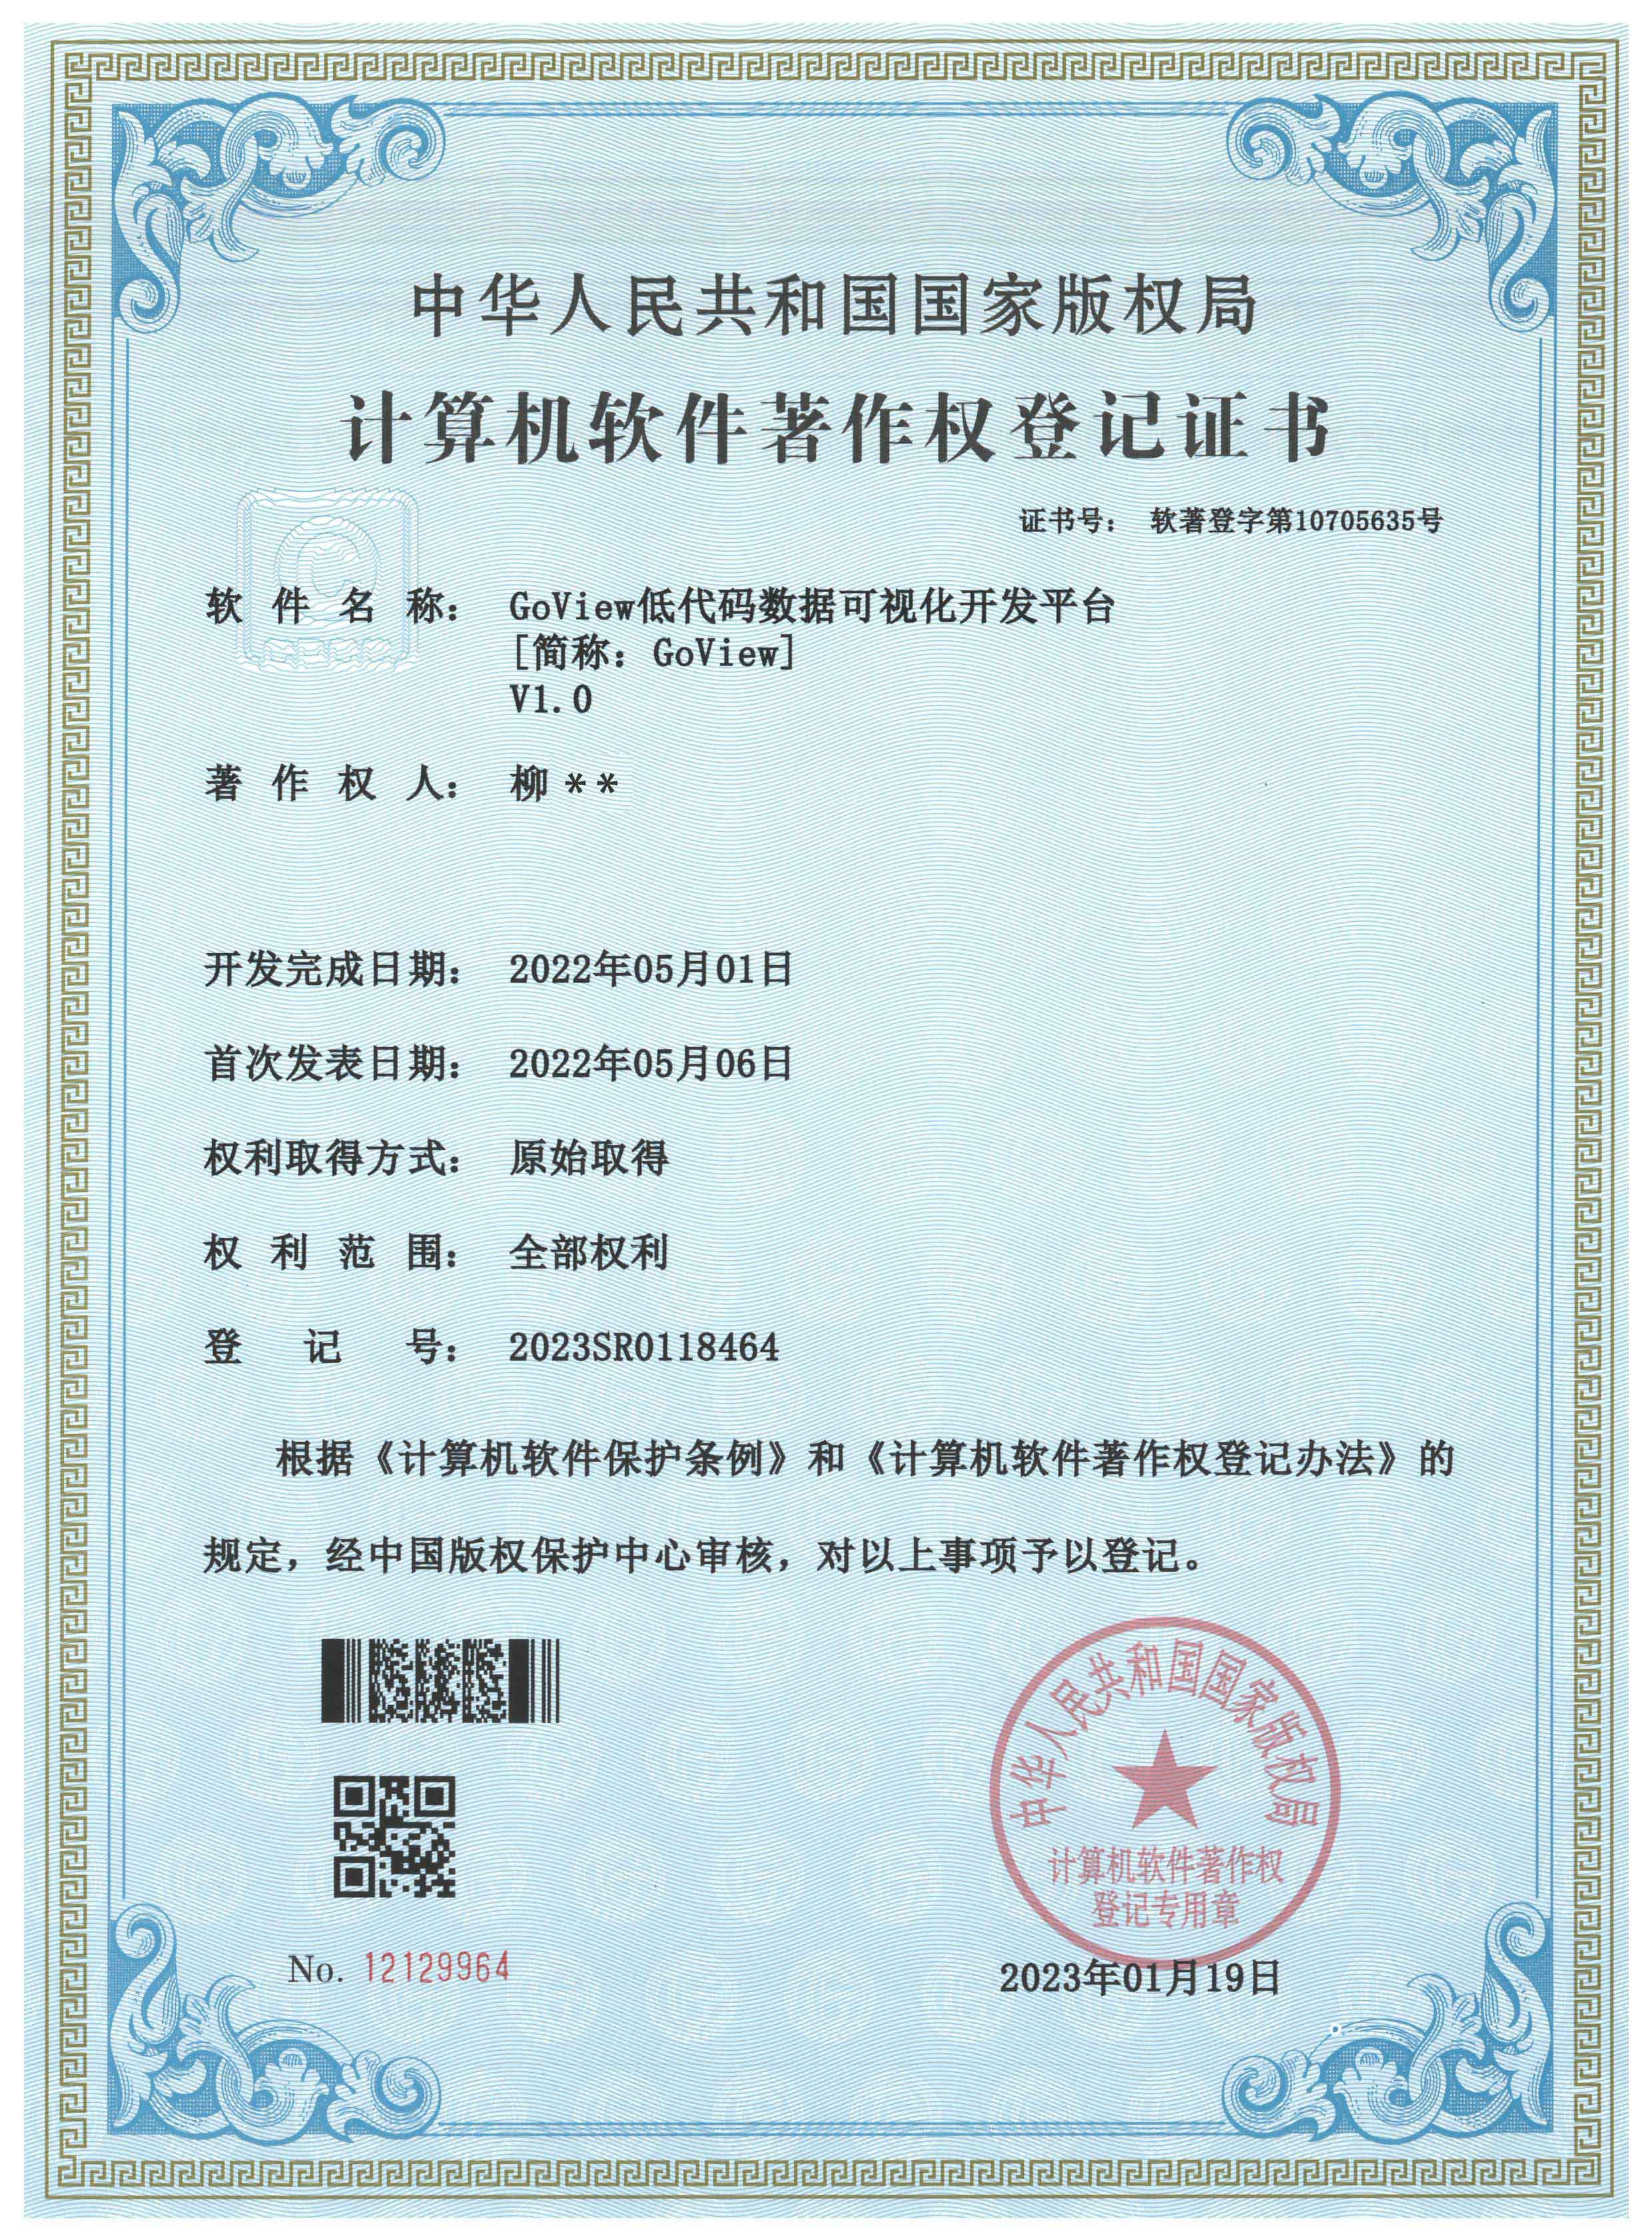 中华人民共和国国家版权局
计算机软件著作权登记证书
证书号： 软著登字第10705635号
软件名称： GoView低代码数据可视化开发平台
[简称：GoView]
V1.0
著作权人： 柳**
开发完成日期： 2022年05月01日
首次发表日期： 2022年05月06日
权利取得方式： 原始取得
权利范围： 全部权利
登记号： 2023SR0118464
根据《计算机软件保护条例》和《计算机软件著作权登记办法》的
规定，经中国版权保护中心审核，对以上事项予以登记。
中华人民共和国国家版权局
计算机软件著作权
登记专用章
No. 12129964
2023年01月19日